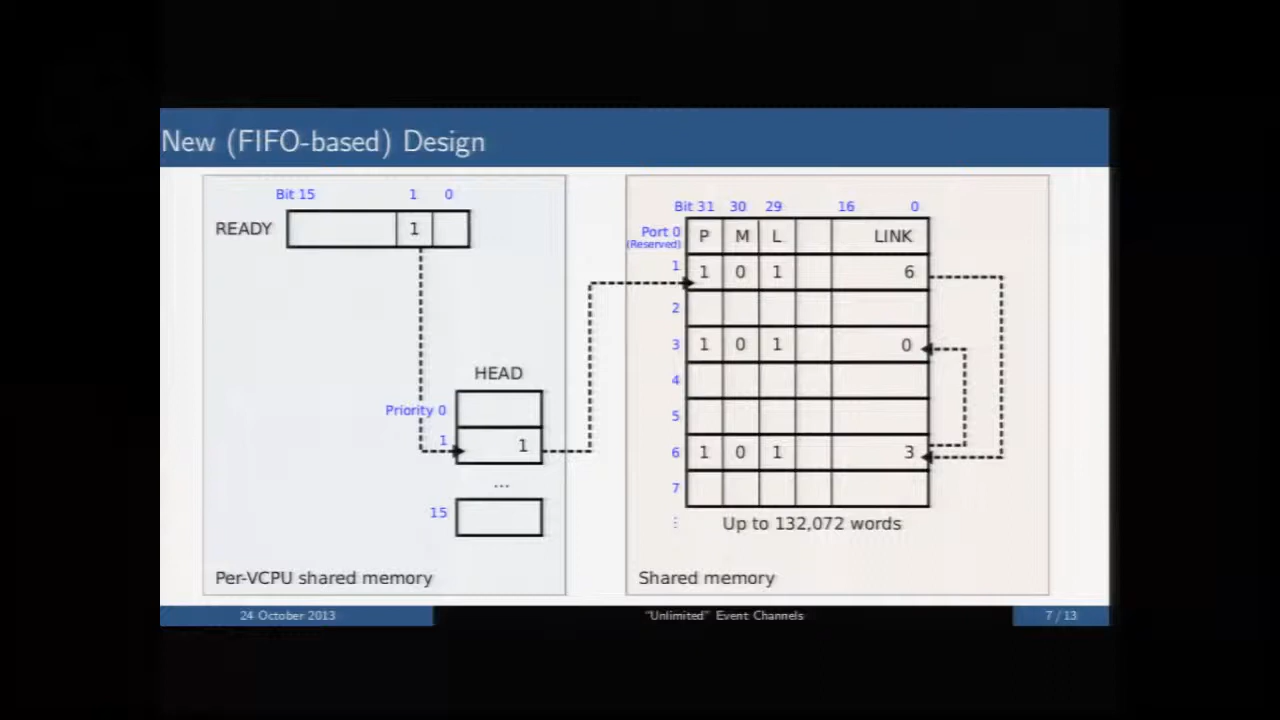 New (FIFO-based) Design
Bit 15 1 0
READY 1
HEAD
Priority 0
1 1
...
15
Per-VCPU shared memory
Bit 31 30 29 16 0
Port 0 P M L LINK
(Reserved)
1 1 0 1 6
2
3 1 0 1 0
4
5
6 1 0 1 3
7
⋮
Up to 132,072 words
Shared memory
24 October 2013 "Unlimited" Event Channels 7 / 13